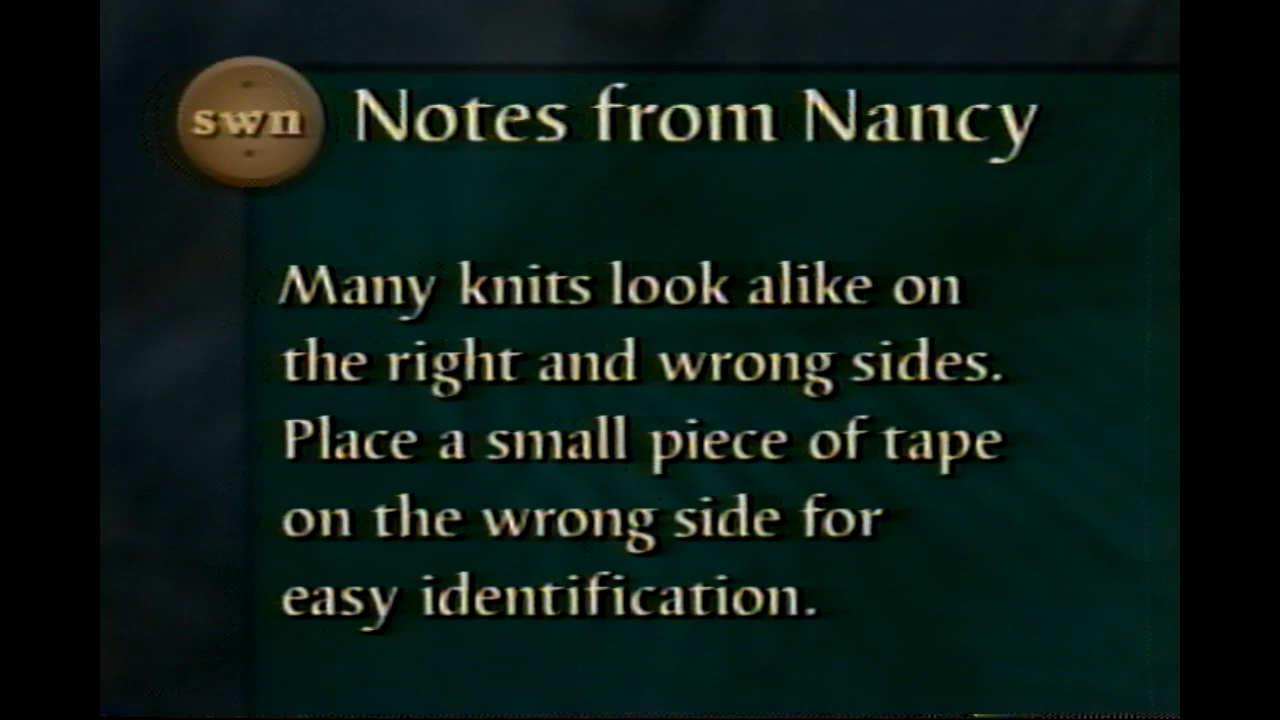 swn
Notes from Nancy
Many knits look alike on
the right and wrong sides.
Place a small piece of tape
on the wrong side for
easy identification.